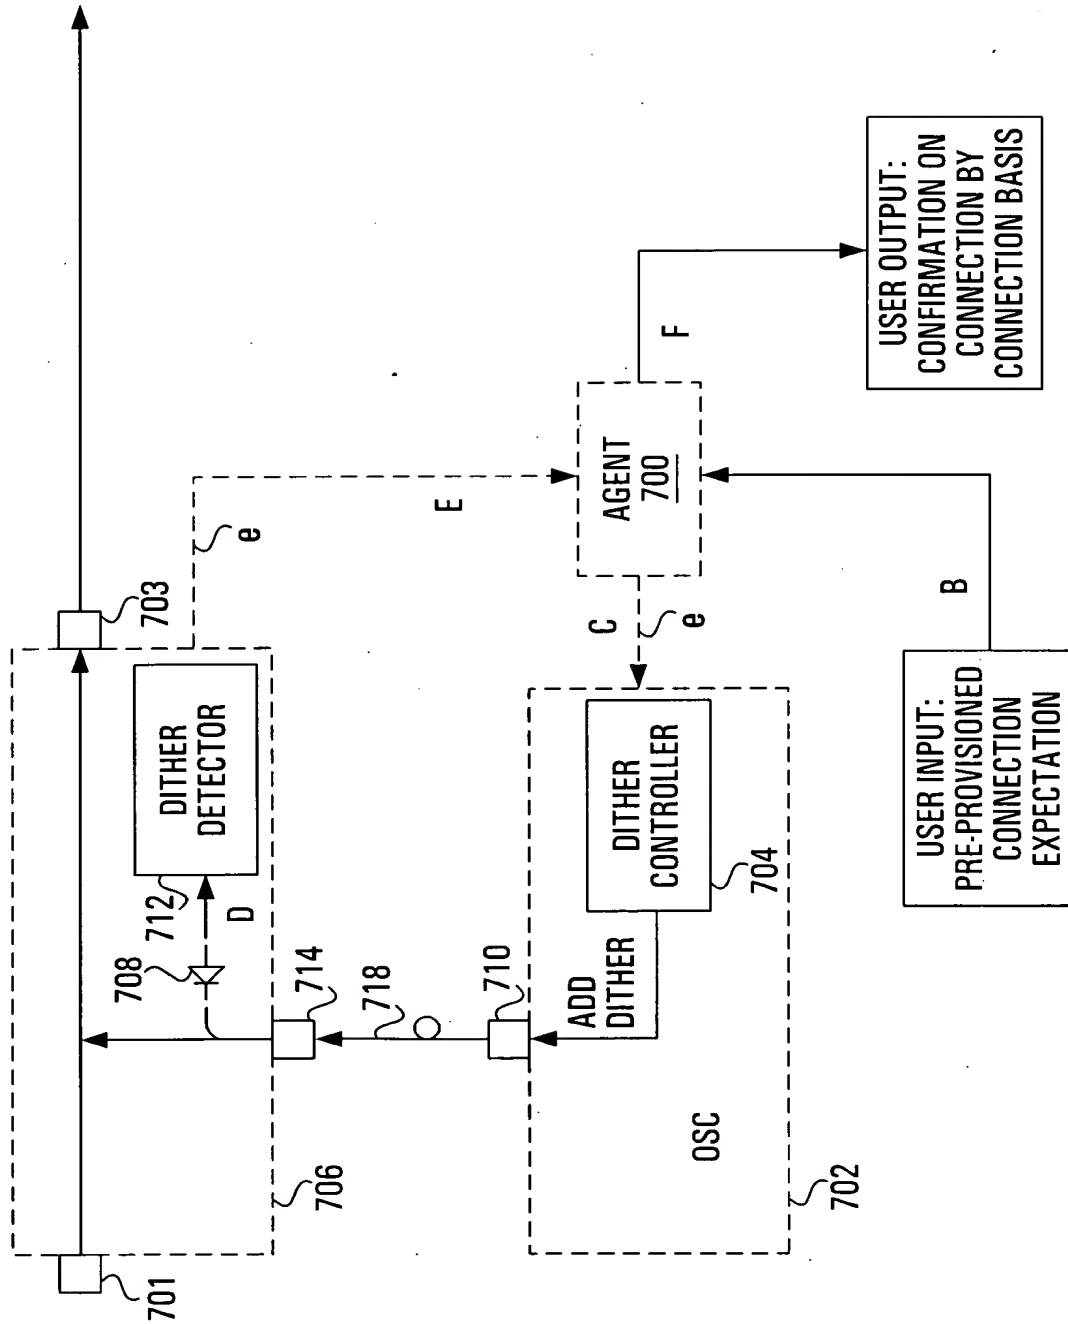 701
706
703
DITHER
DETECTOR
712
708
D
714
718
710
e
E
ADD
DITHER
DITHER
CONTROLLER
704
OSC
702
C
e
AGENT
700
F
B
USER INPUT:
PRE-PROVISIONED
CONNECTION
EXPECTATION
USER OUTPUT:
CONFIRMATION ON
CONNECTION BY
CONNECTION BASIS